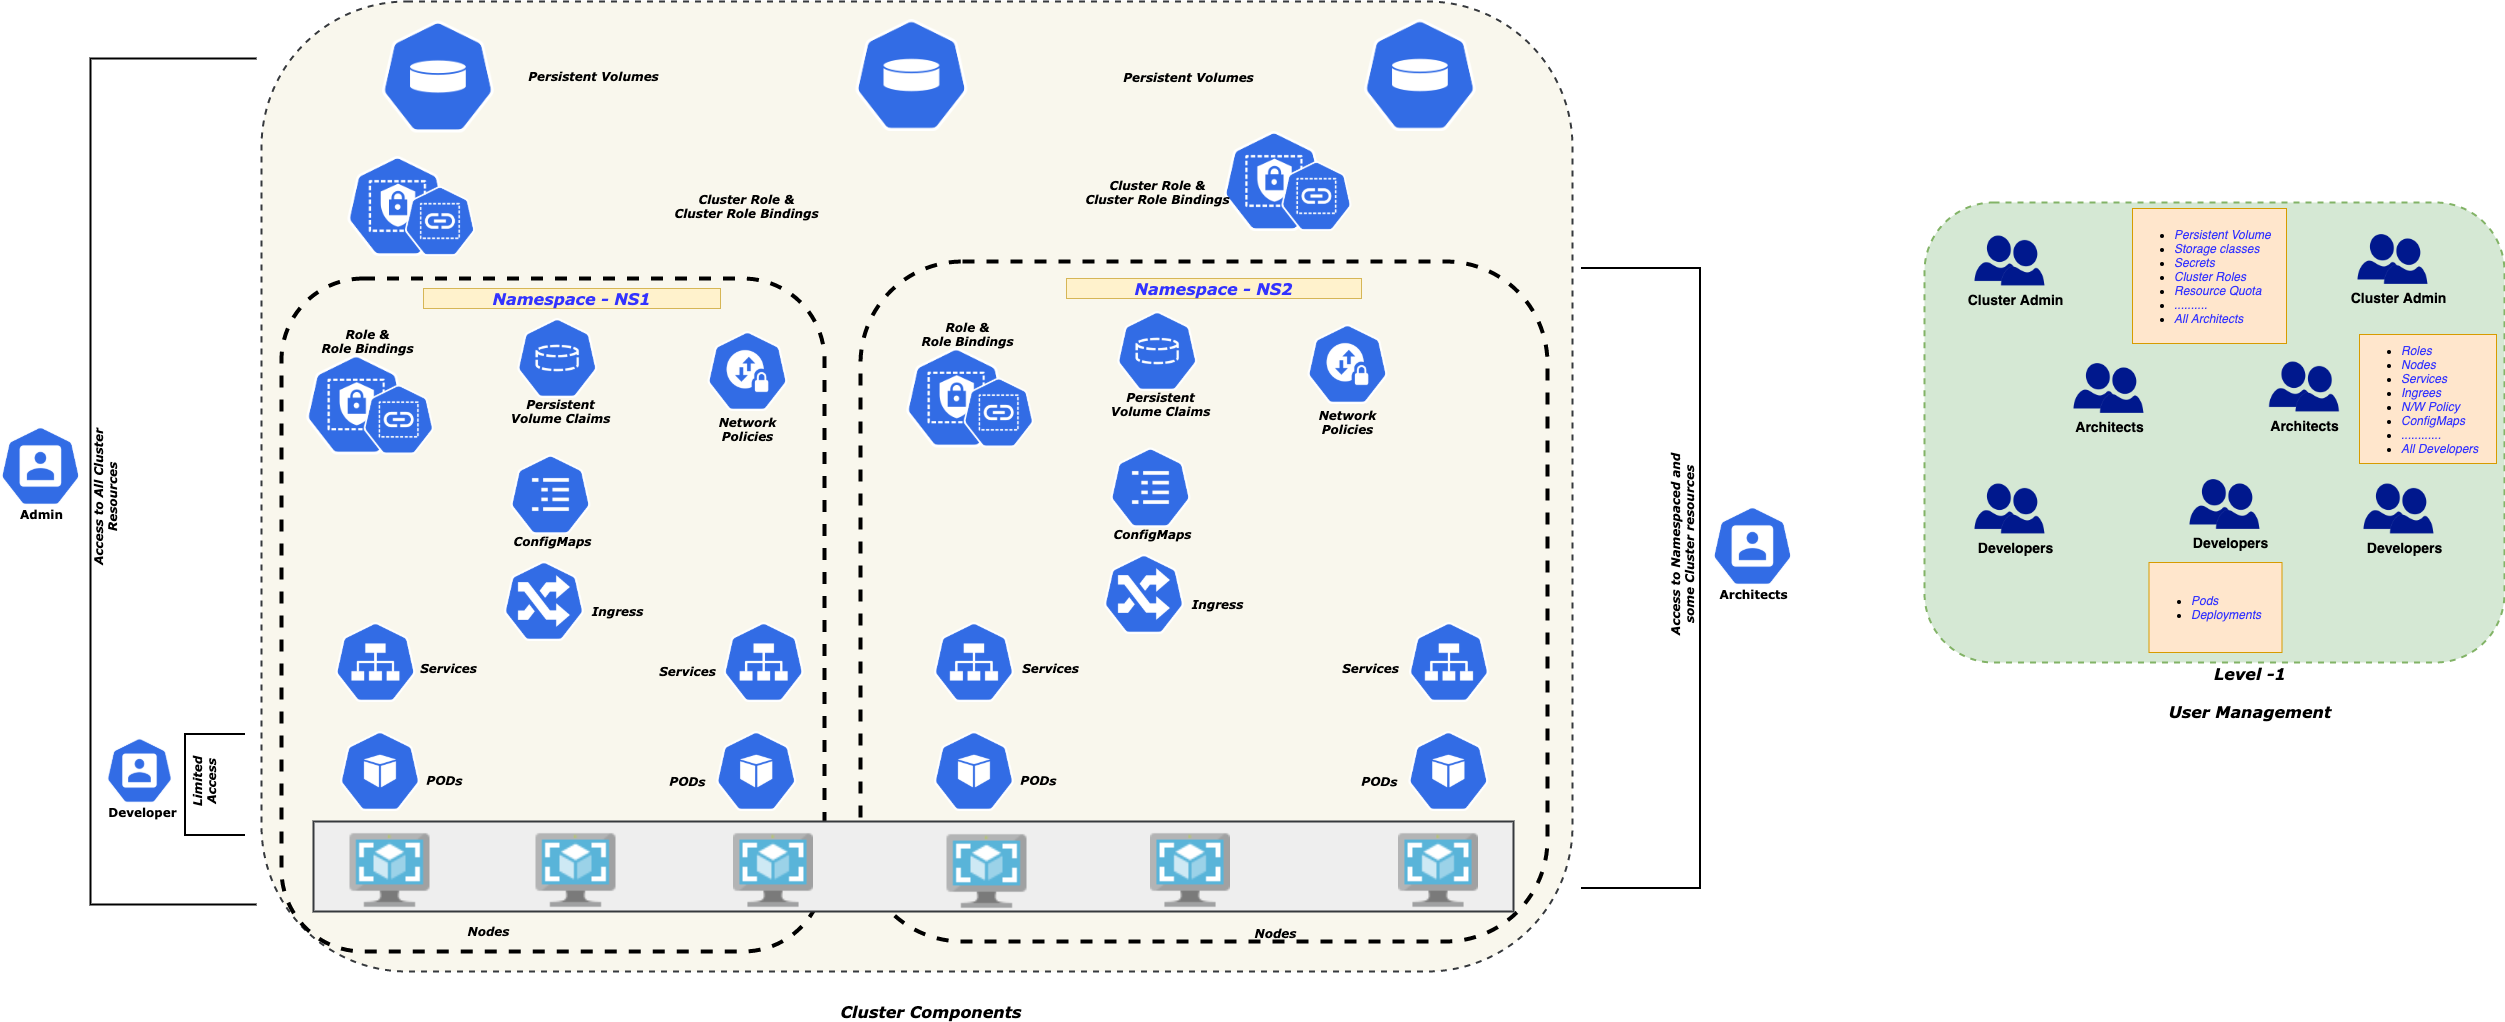 Persistent Volumes
Persistent Volumes
Cluster Role &
Cluster Role Bindings
Cluster Role &
Cluster Role Bindings
Access to All Cluster
Resources
Admin
Limited
Access
Developer
Namespace - NS1
Role &
Role Bindings
Persistent
Volume Claims
Network
Policies
ConfigMaps
Ingress
Services
Services
PODs
PODs
Nodes
Namespace - NS2
Role &
Role Bindings
Persistent
Volume Claims
Network
Policies
ConfigMaps
Ingress
Services
Services
PODs
PODs
Nodes
Access to Namespaced and
some Cluster resources
Architects
Cluster Components
Cluster Admin
Persistent Volume
Storage classes
Secrets
Cluster Roles
Resource Quota
..........
All Architects
Cluster Admin
Architects
Architects
Roles
Nodes
Services
Ingrees
N/W Policy
ConfigMaps
............
All Developers
Developers
Developers
Developers
Pods
Deployments
Level -1
User Management